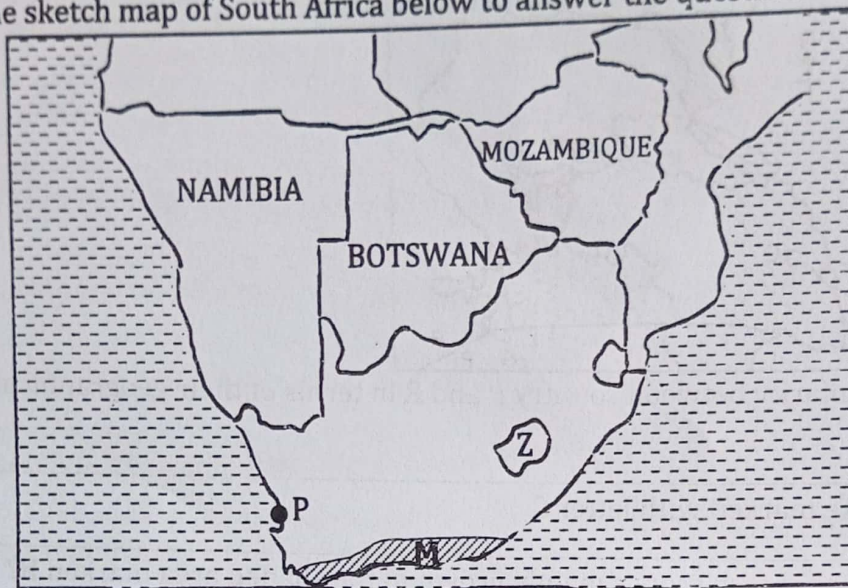 e sketch map of South Africa below to answer the
MOZAMBIQUE
NAMIBIA
BOTSWANA
Z
P
M